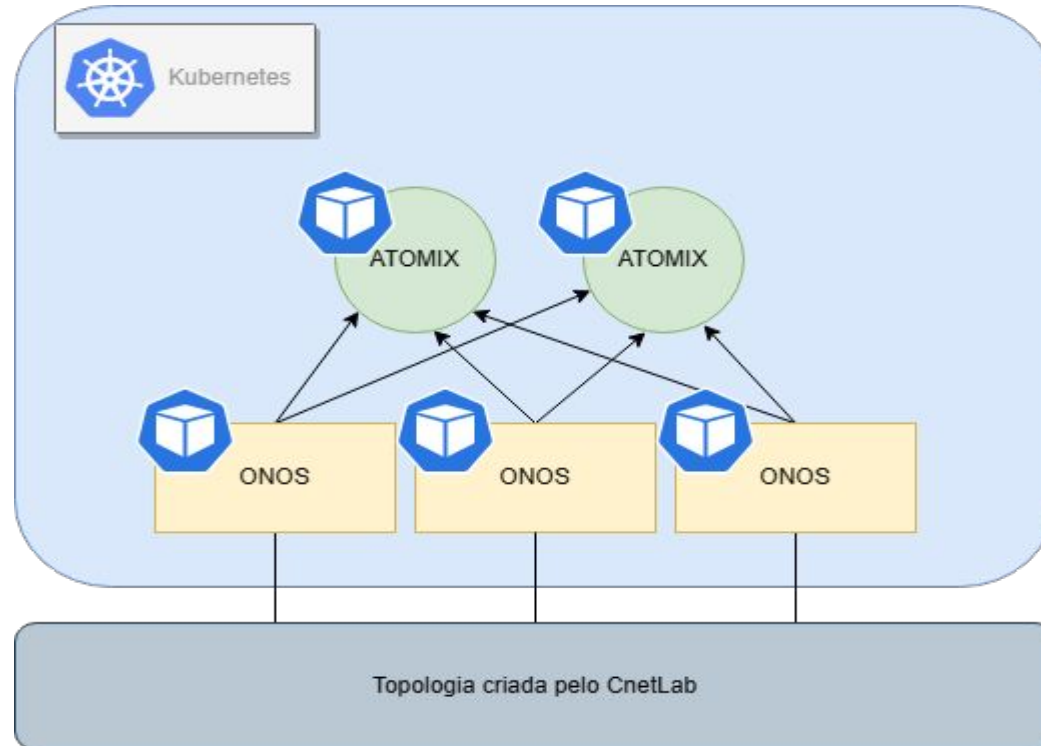 Kubernetes
ATOMIX
ATOMIX
ONOS
ONOS
ONOS
Topologia criada pelo CnetLab